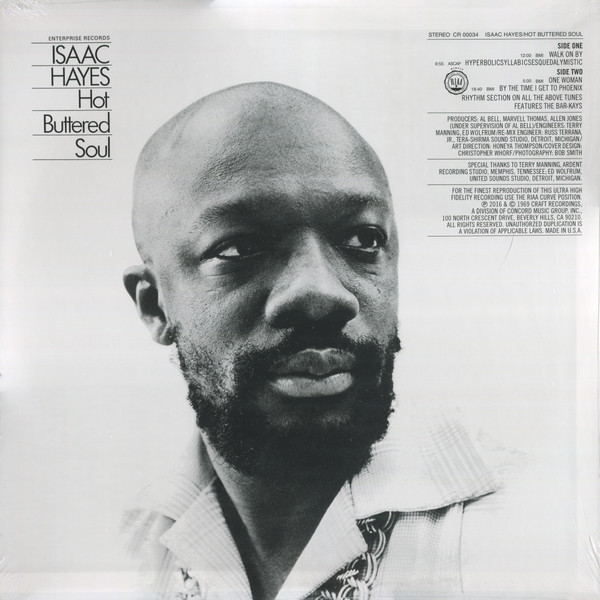 ENTERPRISE RECORDS
ISAAC
HAYES
Hot
Buttered
Soul
STEREO CR 00034 ISAAC HAYES/HOT BUTTERED SOUL
SIDE ONE
12:00 BMI WALK ON BY
9:55 ASCAP HYPERBOLICSYLLABICSESQUEDALYMISTIC
SIDE TWO
5:00 BMI ONE WOMAN
18:40 BMI BY THE TIME I GET TO PHOENIX
RHYTHM SECTION ON ALL THE ABOVE TUNES
FEATURES THE BAR-KAYS
PRODUCERS: AL BELL, MARVELL THOMAS, ALLEN JONES
(UNDER SUPERVISION OF AL BELL)/ENGINEERS: TERRY
MANNING, ED WOLFRUM/RE-MIX ENGINEER: RUSS TERRANA,
JR., TERA-SHIRMA SOUND STUDIO, DETROIT, MICHIGAN/
ART DIRECTION: HONEYA THOMPSON/COVER DESIGN:
CHRISTOPHER WHORF/PHOTOGRAPHY: BOB SMITH
SPECIAL THANKS TO TERRY MANNING, ARDENT
RECORDING STUDIO, MEMPHIS, TENNESSEE; ED WOLFRUM,
UNITED SOUNDS STUDIO, DETROIT, MICHIGAN.
FOR THE FINEST REPRODUCTION OF THIS ULTRA HIGH
FIDELITY RECORDING USE THE RIAA CURVE POSITION.
℗ 2016 & © 1969 CRAFT RECORDINGS,
A DIVISION OF CONCORD MUSIC GROUP, INC.,
100 NORTH CRESCENT DRIVE, BEVERLY HILLS, CA 90210.
ALL RIGHTS RESERVED. UNAUTHORIZED DUPLICATION IS
A VIOLATION OF APPLICABLE LAWS. MADE IN U.S.A.